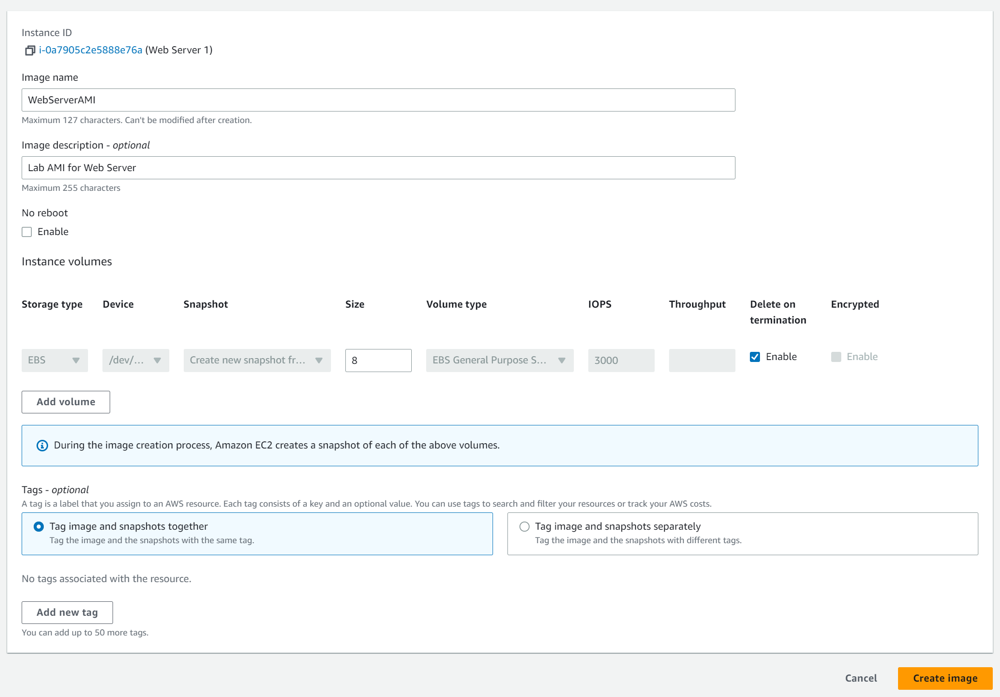 Instance ID
i-0a7905c2e5888e76a (Web Server 1)
Image name
WebServerAMI
Maximum 127 characters. Can't be modified after creation.
Image description - optional
Lab AMI for Web Server
Maximum 255 characters
No reboot
Enable
Instance volumes
Storage type Device Snapshot Size Volume type IOPS Throughput Delete on termination Encrypted
EBS /dev/... Create new snapshot fr... 8 EBS General Purpose S... 3000 Enable Enable
Add volume
During the image creation process, Amazon EC2 creates a snapshot of each of the above volumes.
Tags - optional
A tag is a label that you assign to an AWS resource. Each tag consists of a key and an optional value. You can use tags to search and filter your resources or track your AWS costs.
Tag image and snapshots together
Tag the image and the snapshots with the same tag.
Tag image and snapshots separately
Tag the image and the snapshots with different tags.
No tags associated with the resource.
Add new tag
You can add up to 50 more tags.
Cancel Create image